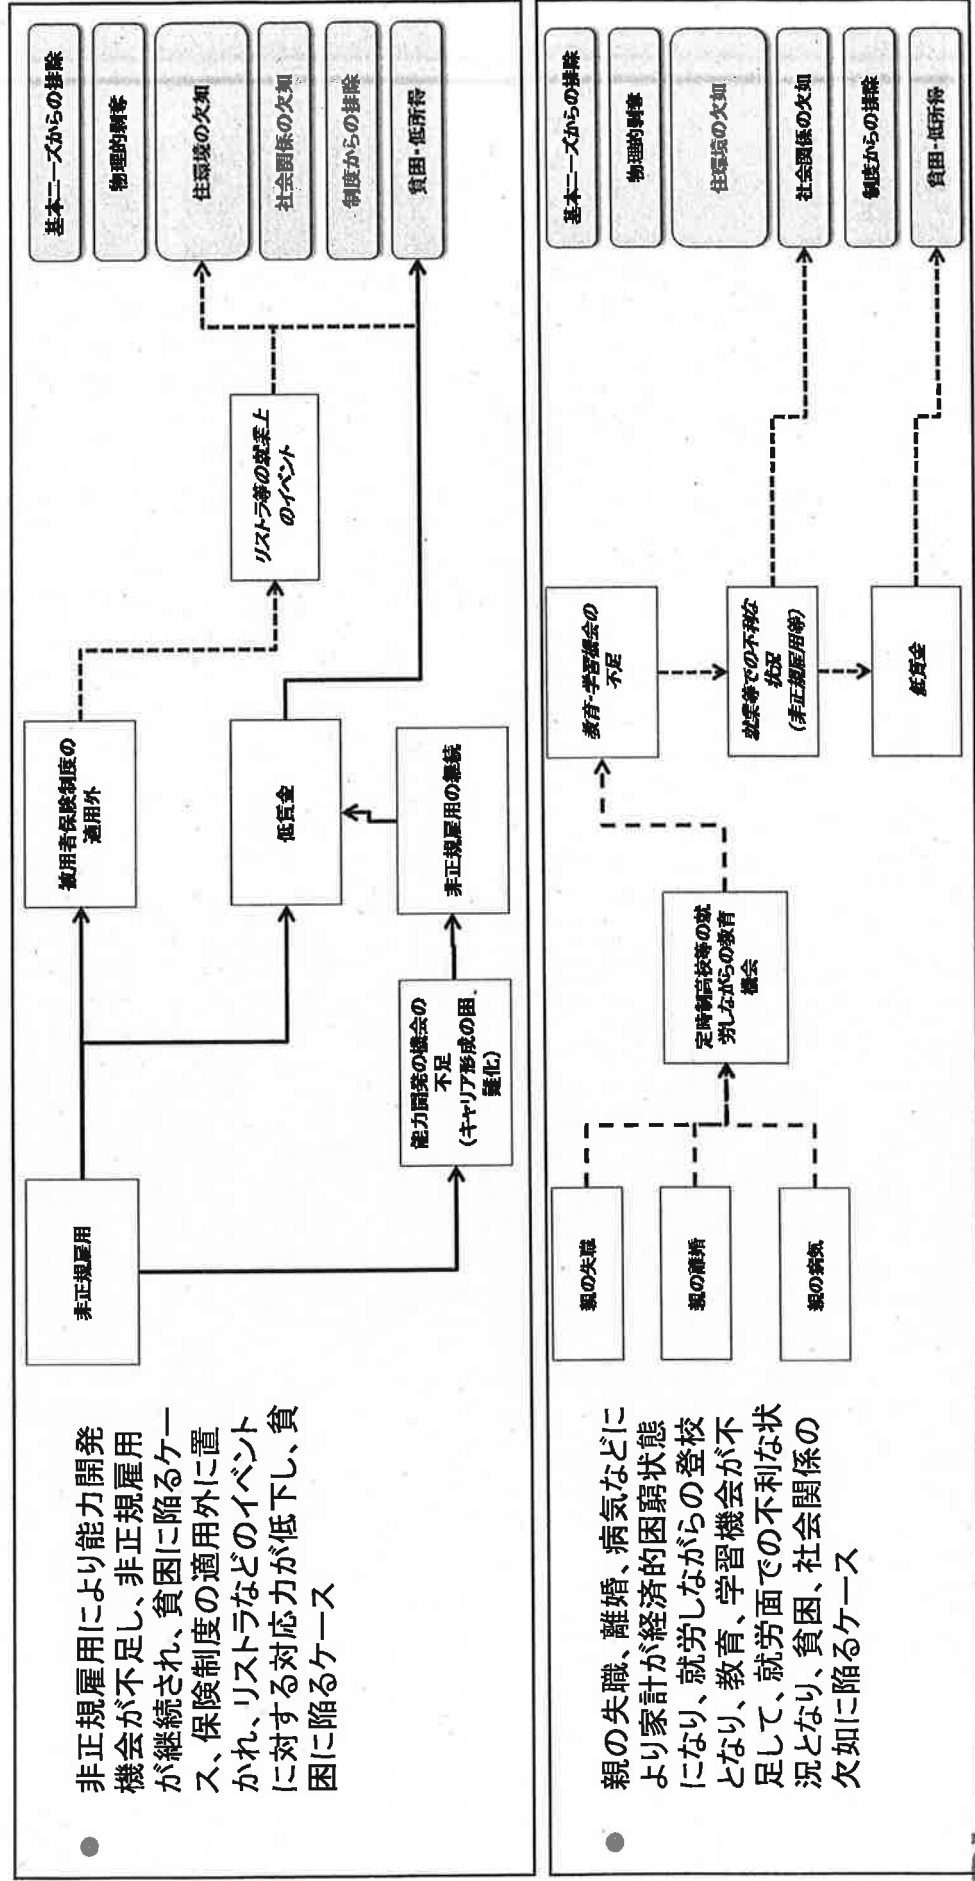 非正規雇用により能力開発
機会が不足し、非正規雇用
が継続され、貧困に陥るケー
ス、保険制度の適用外に置
かれ、リストラなどのイベント
に対する対応力が低下し、貧
困に陥るケース
非正規雇用
被用者保険制度の
適用外
低賃金
能力開発の機会の
不足
(キャリア形成の困
難化)
非正規雇用の継続
リストラ等の就業上
のイベント
基本ニーズからの排除
物理的剥奪
住環境の欠如
社会関係の欠如
制度からの排除
貧困・低所得
親の失職、離婚、病気などに
より家計が経済的困窮状態
になり、就労しながらの登校
となり、教育、学習機会が不
足して、就労面での不利な状
況となり、貧困、社会関係の
欠如に陥るケース
親の失職
親の離婚
親の病気
定時制高校等の就
労しながらの教育
機会
教育・学習機会の
不足
就業等での不利な
状況
(非正規雇用等)
低賃金
基本ニーズからの排除
物理的剥奪
住環境の欠如
社会関係の欠如
制度からの排除
貧困・低所得